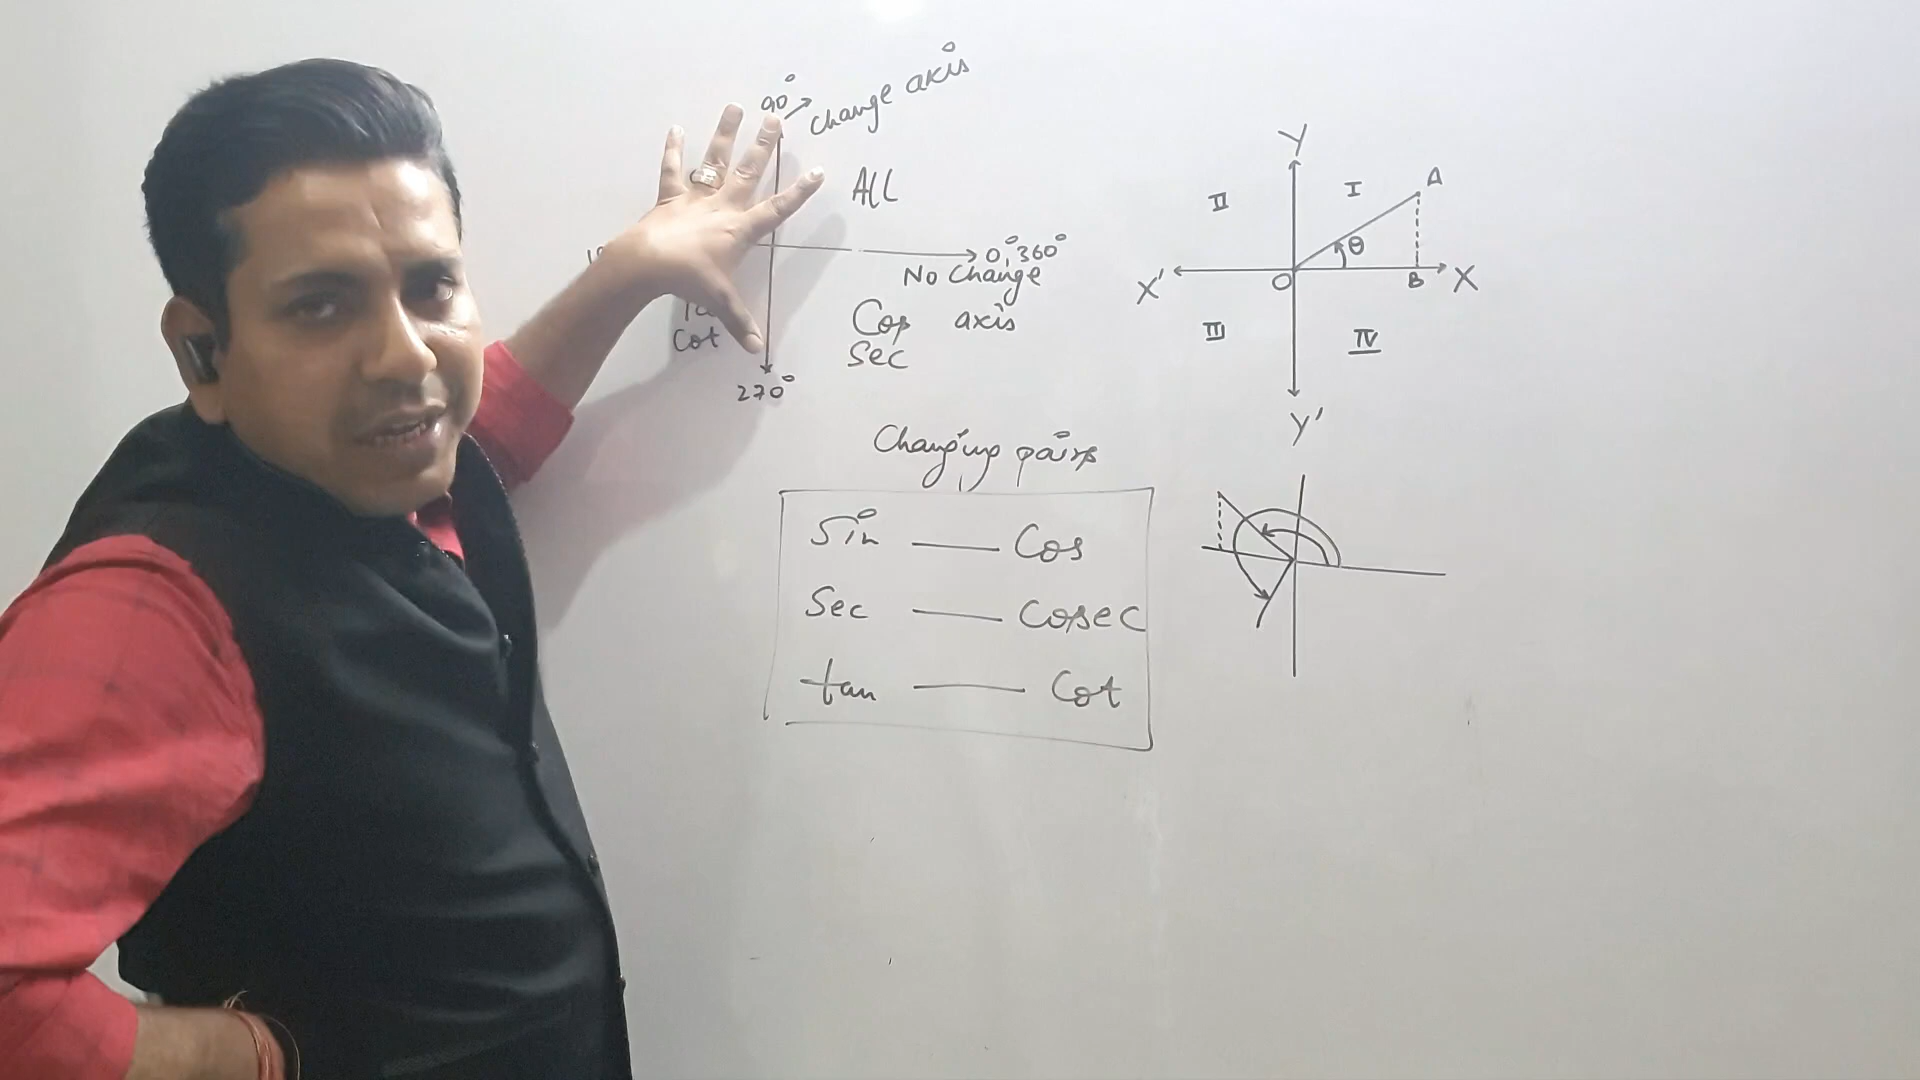 90°
Change axis
ALL
0°, 360°
No Change
Cos axis
Sec
Cot
270°
Changing pairs
Sin — Cos
Sec — Cosec
tan — Cot
Y
II I A
θ
X' O B X
III IV
Y'